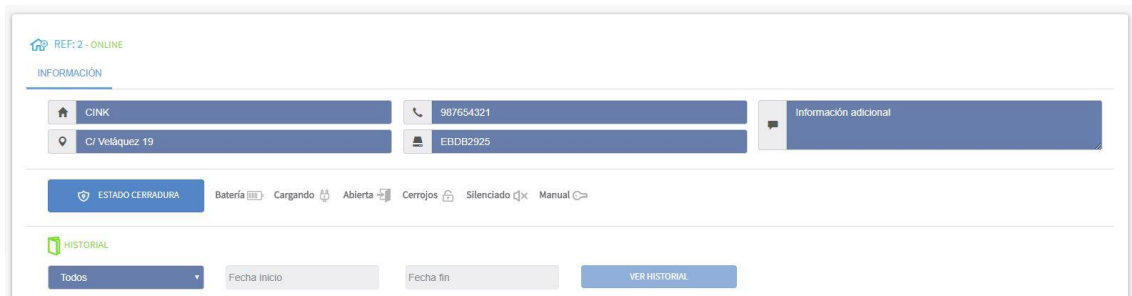 REF: 2 - ONLINE
INFORMACIÓN
CINK
987654321
Información adicional
C/ Veláquez 19
EBDB2925
ESTADO CERRADURA
Batería Cargando Abierta Cerrojos Silenciado Manual
HISTORIAL
Todos
Fecha inicio
Fecha fin
VER HISTORIAL